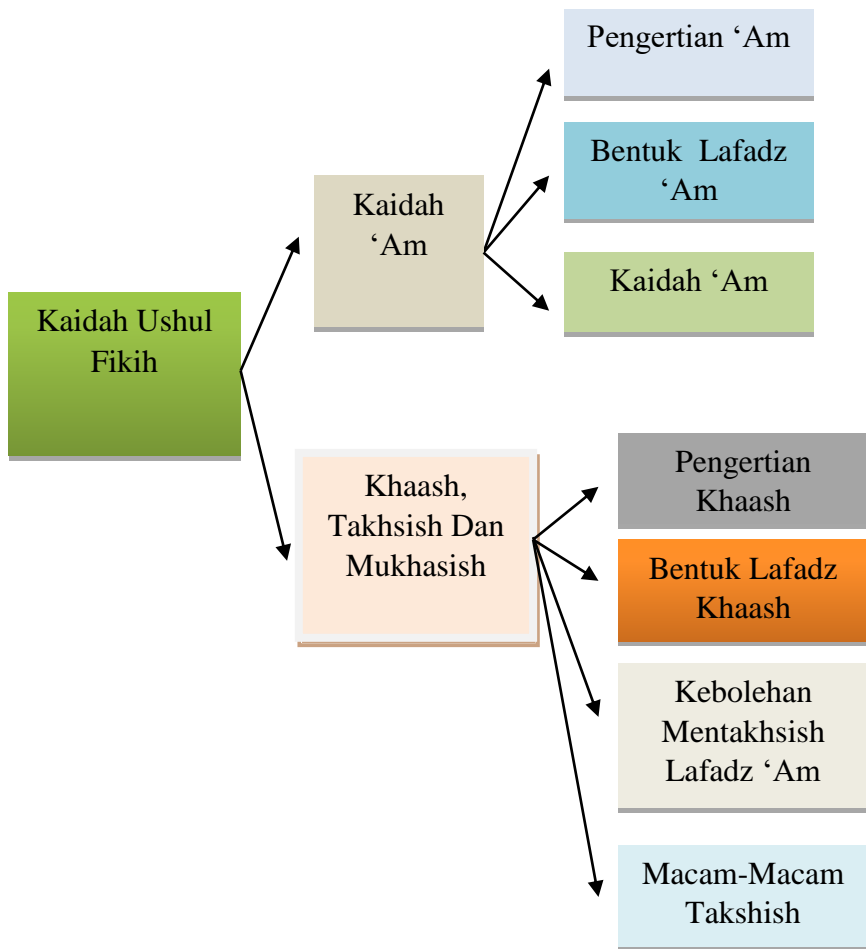 Kaidah Ushul
Fikih
Kaidah
‘Am
Pengertian ‘Am
Bentuk Lafadz
‘Am
Kaidah ‘Am
Khaash,
Takhsish Dan
Mukhasish
Pengertian
Khaash
Bentuk Lafadz
Khaash
Kebolehan
Mentakhsish
Lafadz ‘Am
Macam-Macam
Takshish